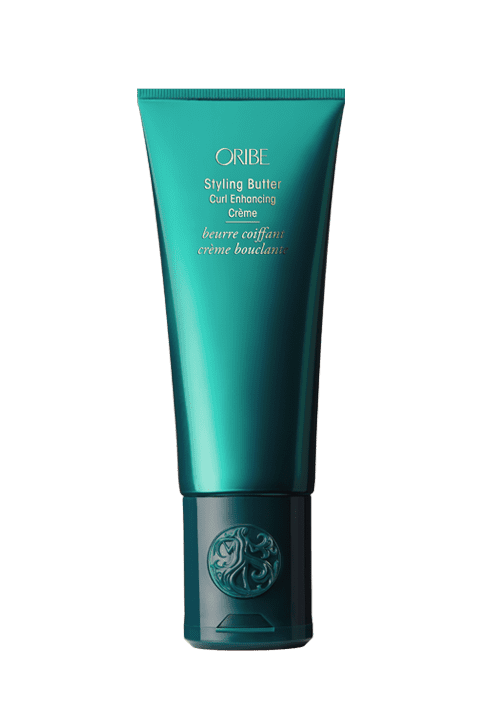 ORIBE
Styling Butter
Curl Enhancing
Crème
beurre coiffant
crème bouclante